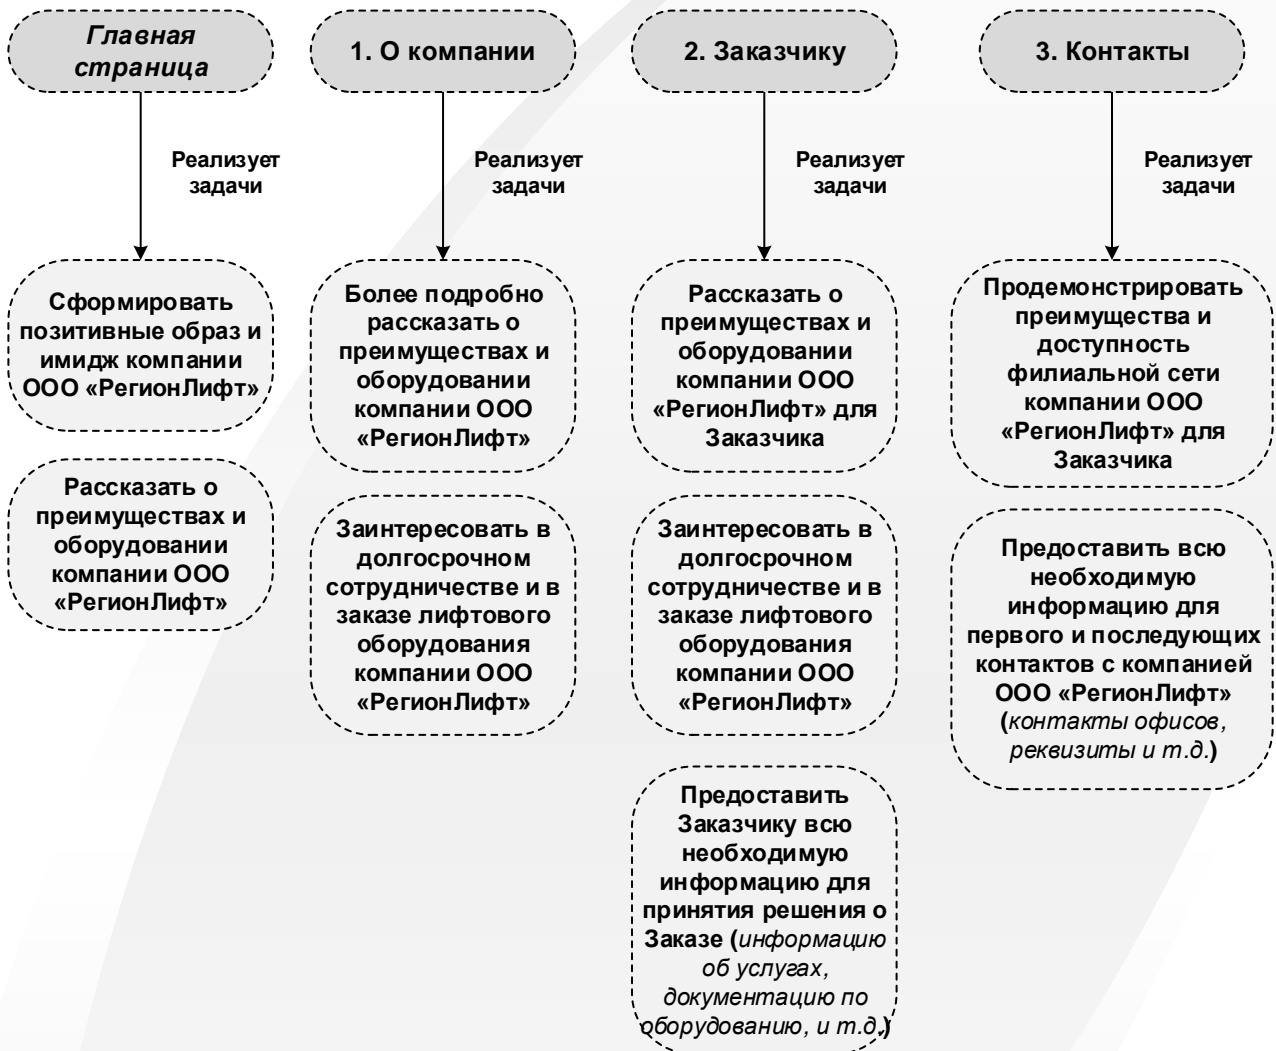 Главная
страница
1. О компании
2. Заказчику
3. Контакты
Реализует
задачи
Реализует
задачи
Реализует
задачи
Реализует
задачи
Сформировать
позитивные образ и
имидж компании
ООО «РегионЛифт»
Рассказать о
преимуществах и
оборудовании
компании ООО
«РегионЛифт»
Более подробно
рассказать о
преимуществах и
оборудовании
компании ООО
«РегионЛифт»
Заинтересовать в
долгосрочном
сотрудничестве и в
заказе лифтового
оборудования
компании ООО
«РегионЛифт»
Рассказать о
преимуществах и
оборудовании
компании ООО
«РегионЛифт» для
Заказчика
Заинтересовать в
долгосрочном
сотрудничестве и в
заказе лифтового
оборудования
компании ООО
«РегионЛифт»
Предоставить
Заказчику всю
необходимую
информацию для
принятия решения о
Заказе (информацию
об услугах,
документацию по
оборудованию, и т.д.)
Продемонстрировать
преимущества и
доступность
филиальной сети
компании ООО
«РегионЛифт» для
Заказчика
Предоставить всю
необходимую
информацию для
первого и последующих
контактов с компанией
ООО «РегионЛифт»
(контакты офисов,
реквизиты и т.д.)